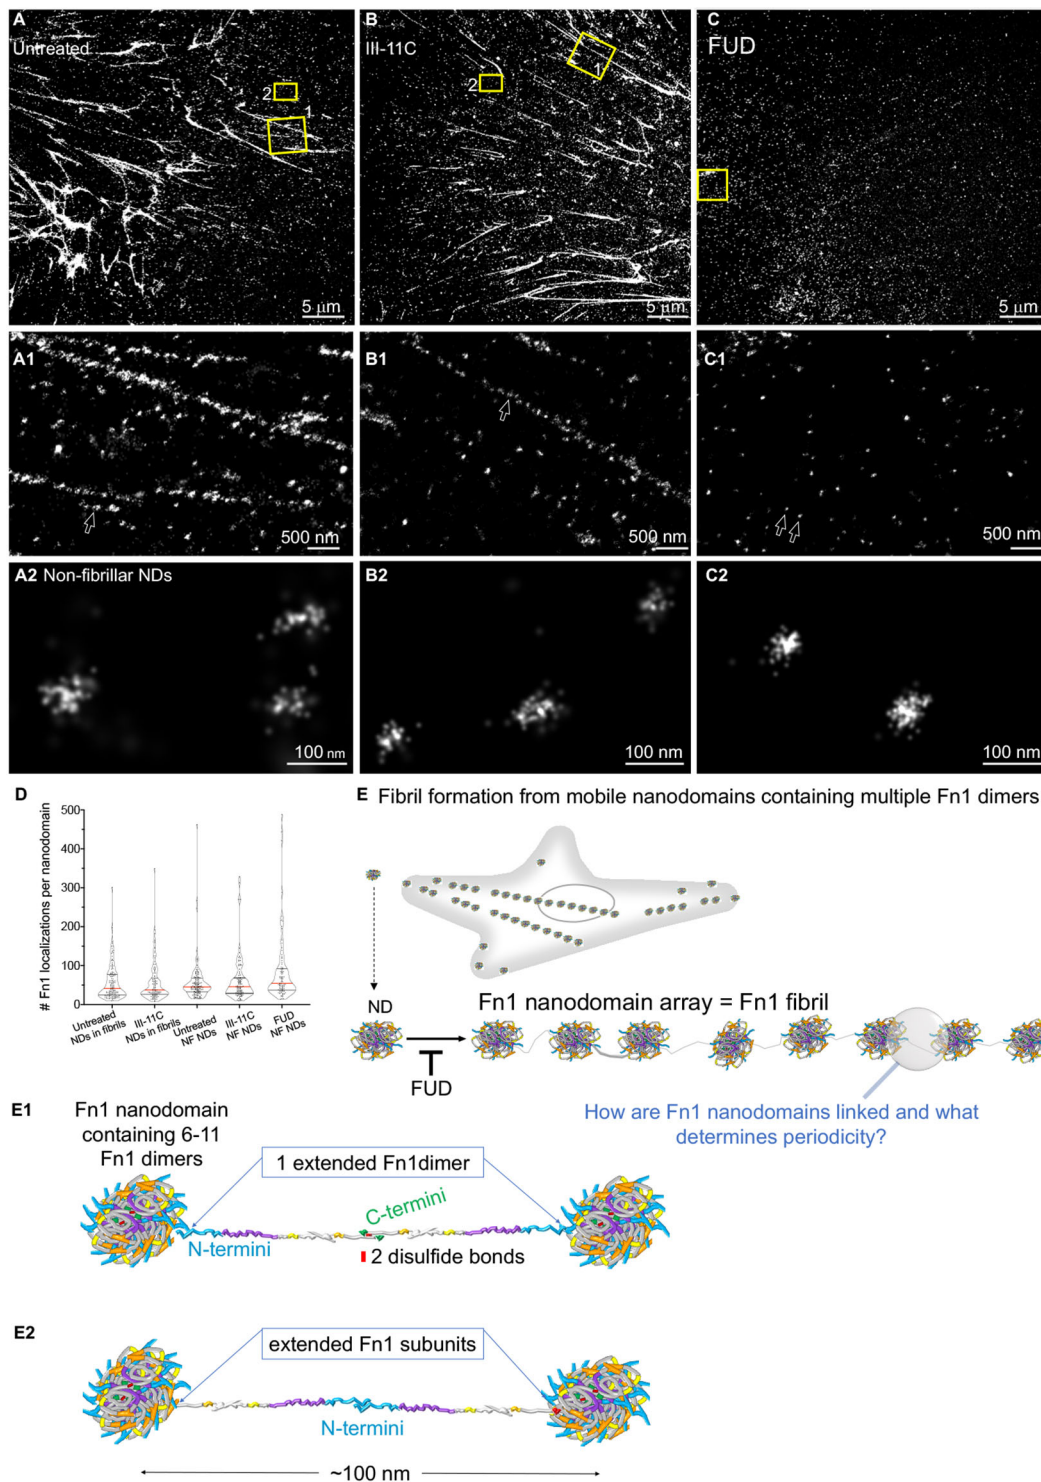 A
Untreated
2
1
5 μm
B
III-11C
2
1
5 μm
C
FUD
5 μm
A1
500 nm
B1
500 nm
C1
500 nm
A2 Non-fibrillar NDs
100 nm
B2
100 nm
C2
100 nm
D
# Fn1 localizations per nanodomain
500
400
300
200
100
50
0
Untreated
NDs in fibrils
III-11C
NDs in fibrils
Untreated
NF NDs
III-11C
NF NDs
FUD
NF NDs
E Fibril formation from mobile nanodomains containing multiple Fn1 dimers
ND
Fn1 nanodomain array = Fn1 fibril
FUD
How are Fn1 nanodomains linked and what
determines periodicity?
E1
Fn1 nanodomain
containing 6-11
Fn1 dimers
1 extended Fn1dimer
C-termini
N-termini
2 disulfide bonds
E2
extended Fn1 subunits
N-termini
~100 nm